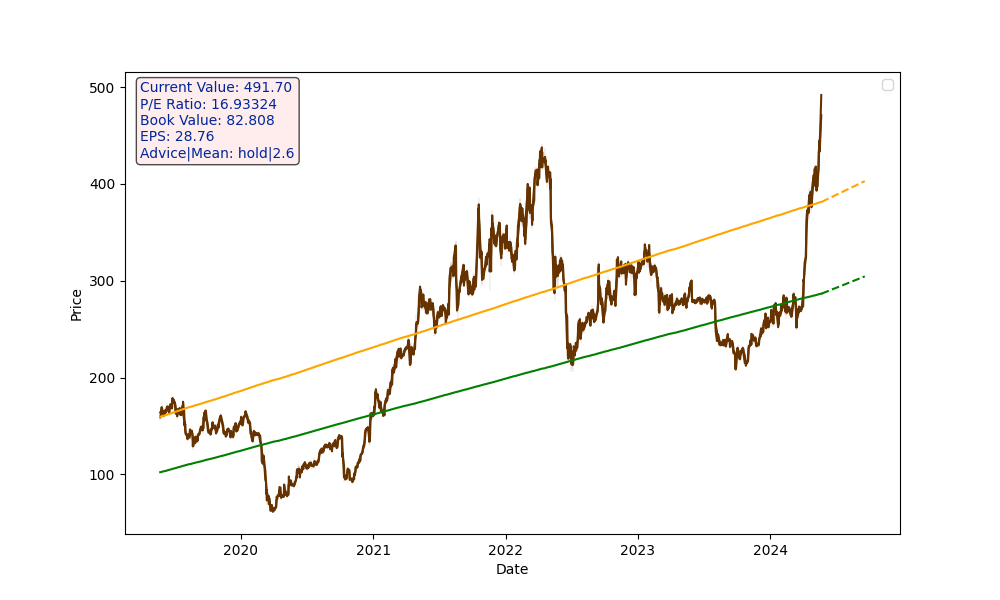 Current Value: 491.70
P/E Ratio: 16.93324
Book Value: 82.808
EPS: 28.76
Advice|Mean: hold|2.6
500
400
300
200
100
Price
2020
2021
2022
2023
2024
Date